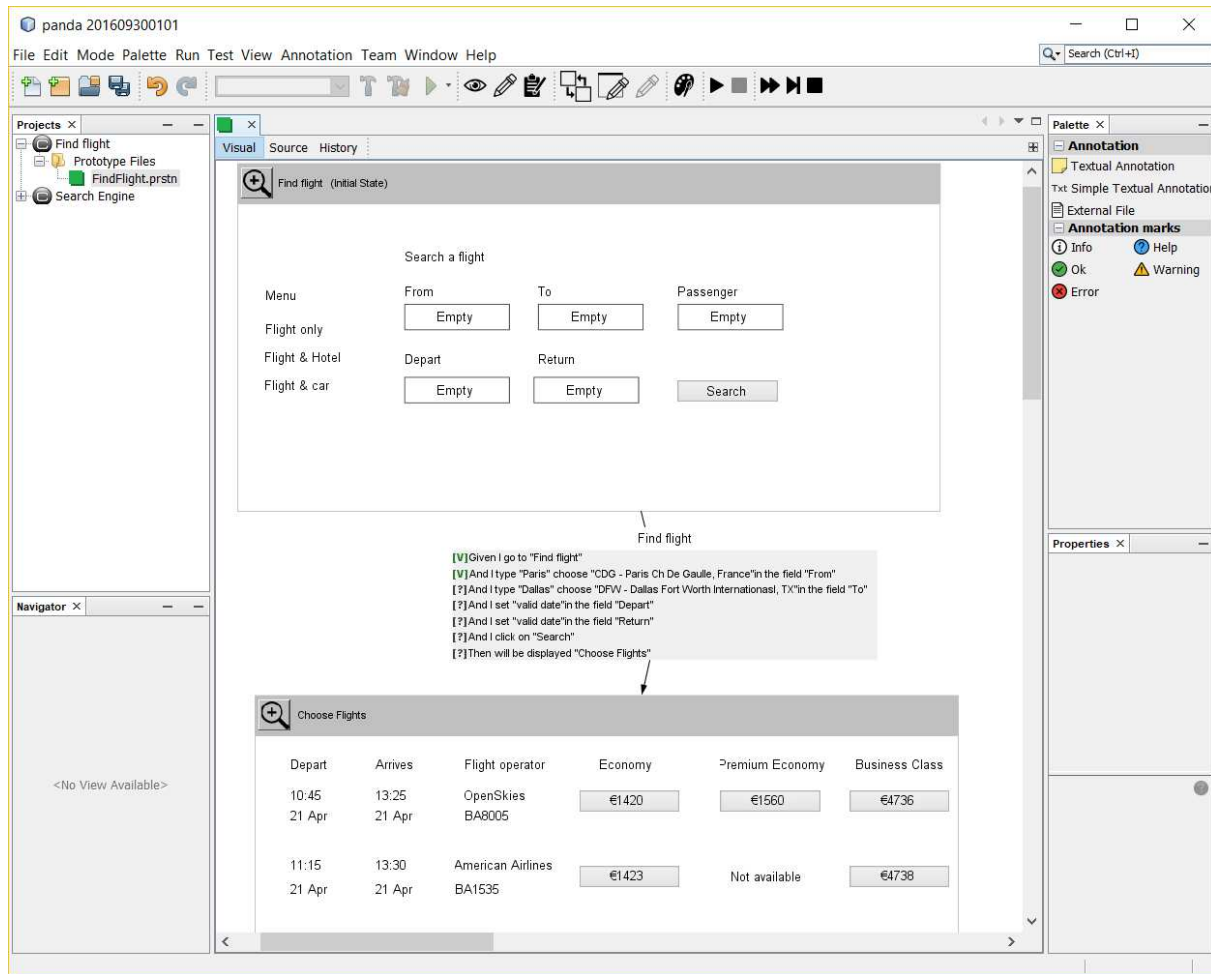 panda 201609300101
File Edit Mode Palette Run Test View Annotation Team Window Help
Search (Ctrl+I)
Projects
Find flight
Prototype Files
FindFlight.prstn
Search Engine
Navigator
<No View Available>
Visual Source History
Find flight (Initial State)
Search a flight
Menu
Flight only
Flight & Hotel
Flight & car
From To Passenger
Empty Empty Empty
Depart Return
Empty Empty Search
Find flight
[V]Given I go to "Find flight"
[V]And I type "Paris" choose "CDG - Paris Ch De Gaulle, France"in the field "From"
[?]And I type "Dallas" choose "DFW - Dallas Fort Worth Internationasl, TX"in the field "To"
[?]And I set "valid date"in the field "Depart"
[?]And I set "valid date"in the field "Return"
[?]And I click on "Search"
[?]Then will be displayed "Choose Flights"
Choose Flights
Depart Arrives Flight operator Economy Premium Economy Business Class
10:45 13:25 OpenSkies €1420 €1560 €4736
21 Apr 21 Apr BA8005
11:15 13:30 American Airlines €1423 Not available €4738
21 Apr 21 Apr BA1535
Palette
Annotation
Textual Annotation
Txt Simple Textual Annotation
External File
Annotation marks
Info Help
Ok Warning
Error
Properties